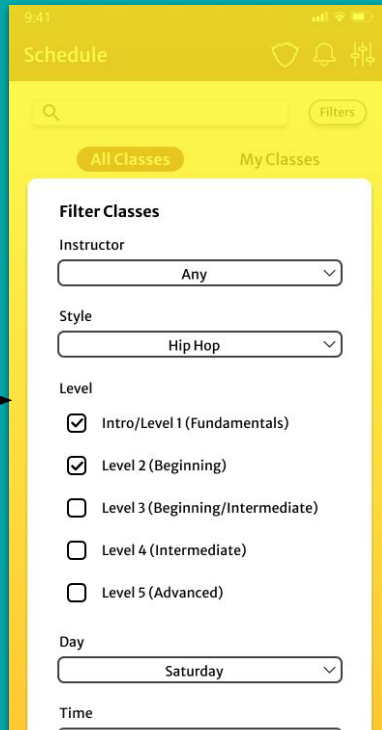 9:41
Schedule
Filters
All Classes
My Classes
Filter Classes
Instructor
Any
Style
Hip Hop
Level
Intro/Level 1 (Fundamentals)
Level 2 (Beginning)
Level 3 (Beginning/Intermediate)
Level 4 (Intermediate)
Level 5 (Advanced)
Day
Saturday
Time